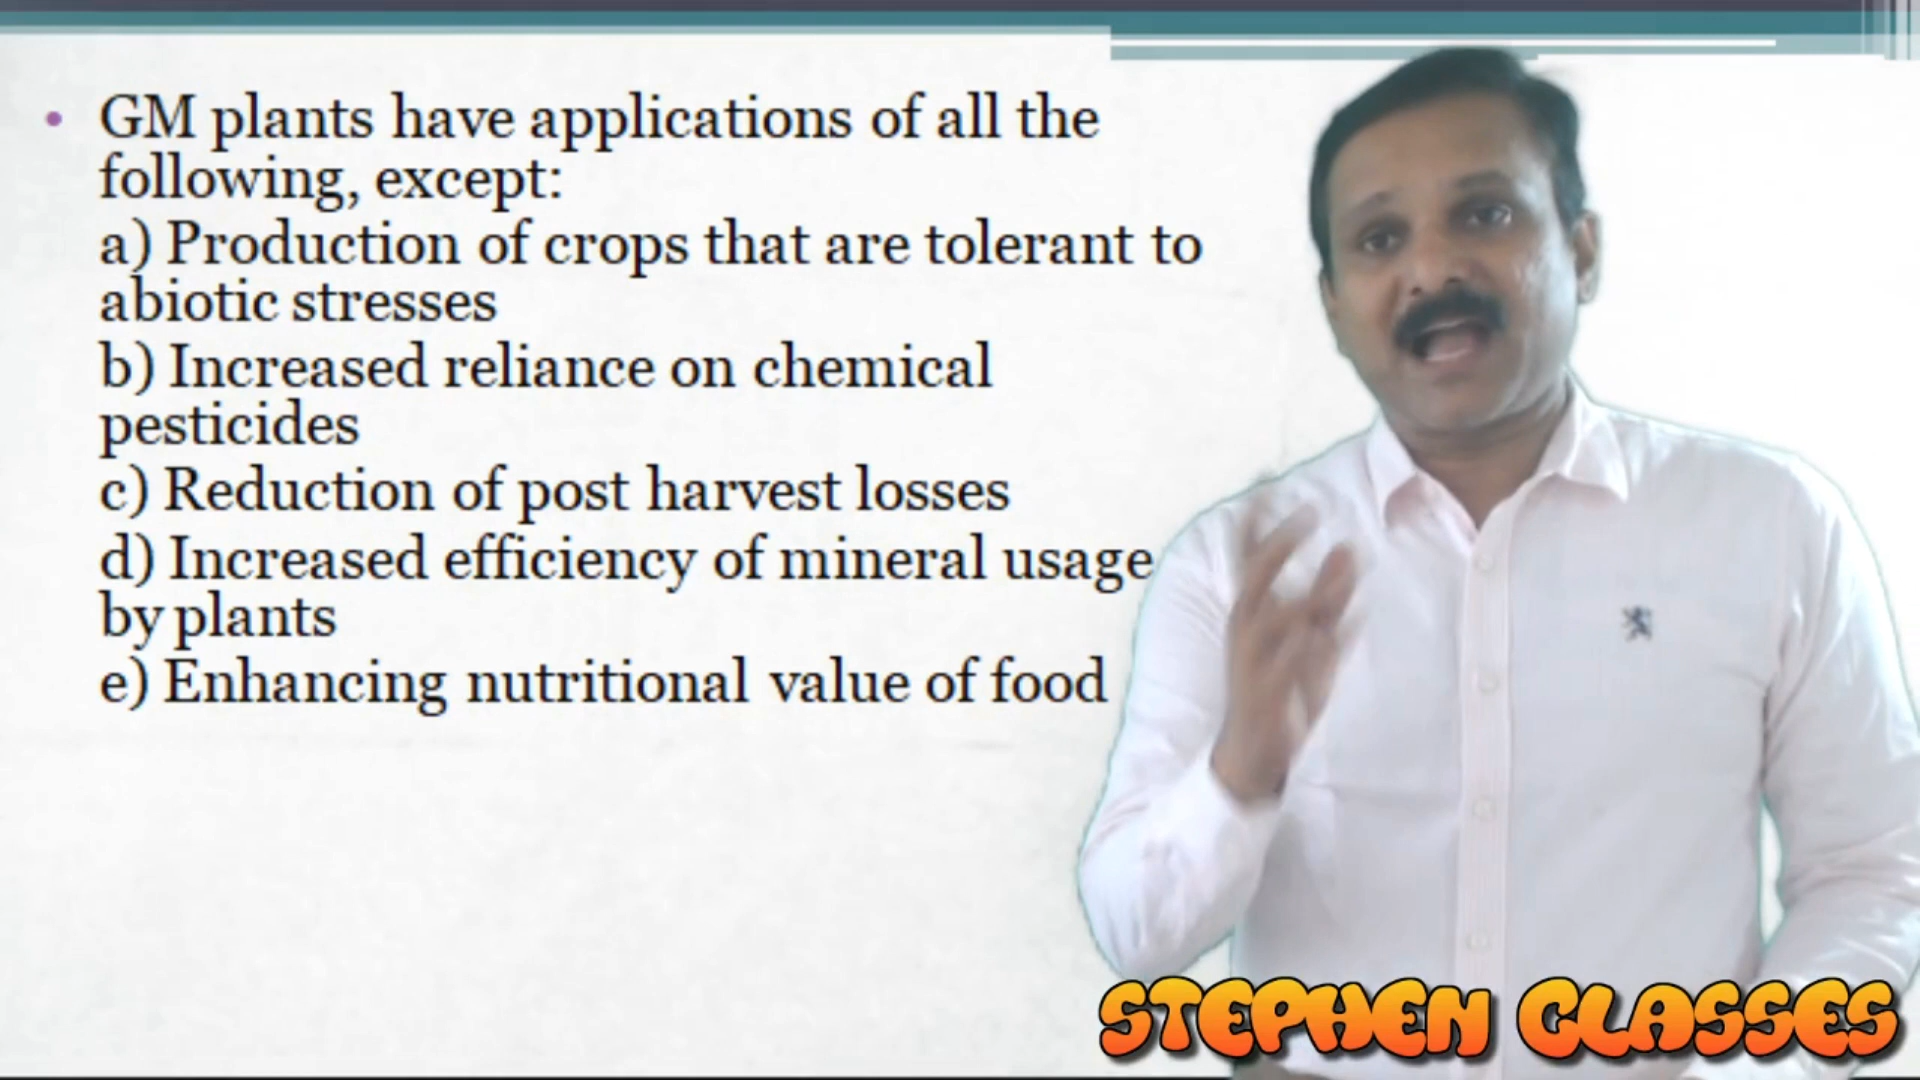 • GM plants have applications of all the
following, except:
a) Production of crops that are tolerant to
abiotic stresses
b) Increased reliance on chemical
pesticides
c) Reduction of post harvest losses
d) Increased efficiency of mineral usage
by plants
e) Enhancing nutritional value of food
STEPHEN CLASSES